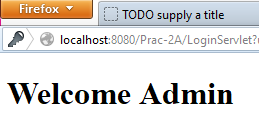 Firefox
TODO supply a title
localhost:8080/Prac-2A/LoginServlet?
Welcome Admin